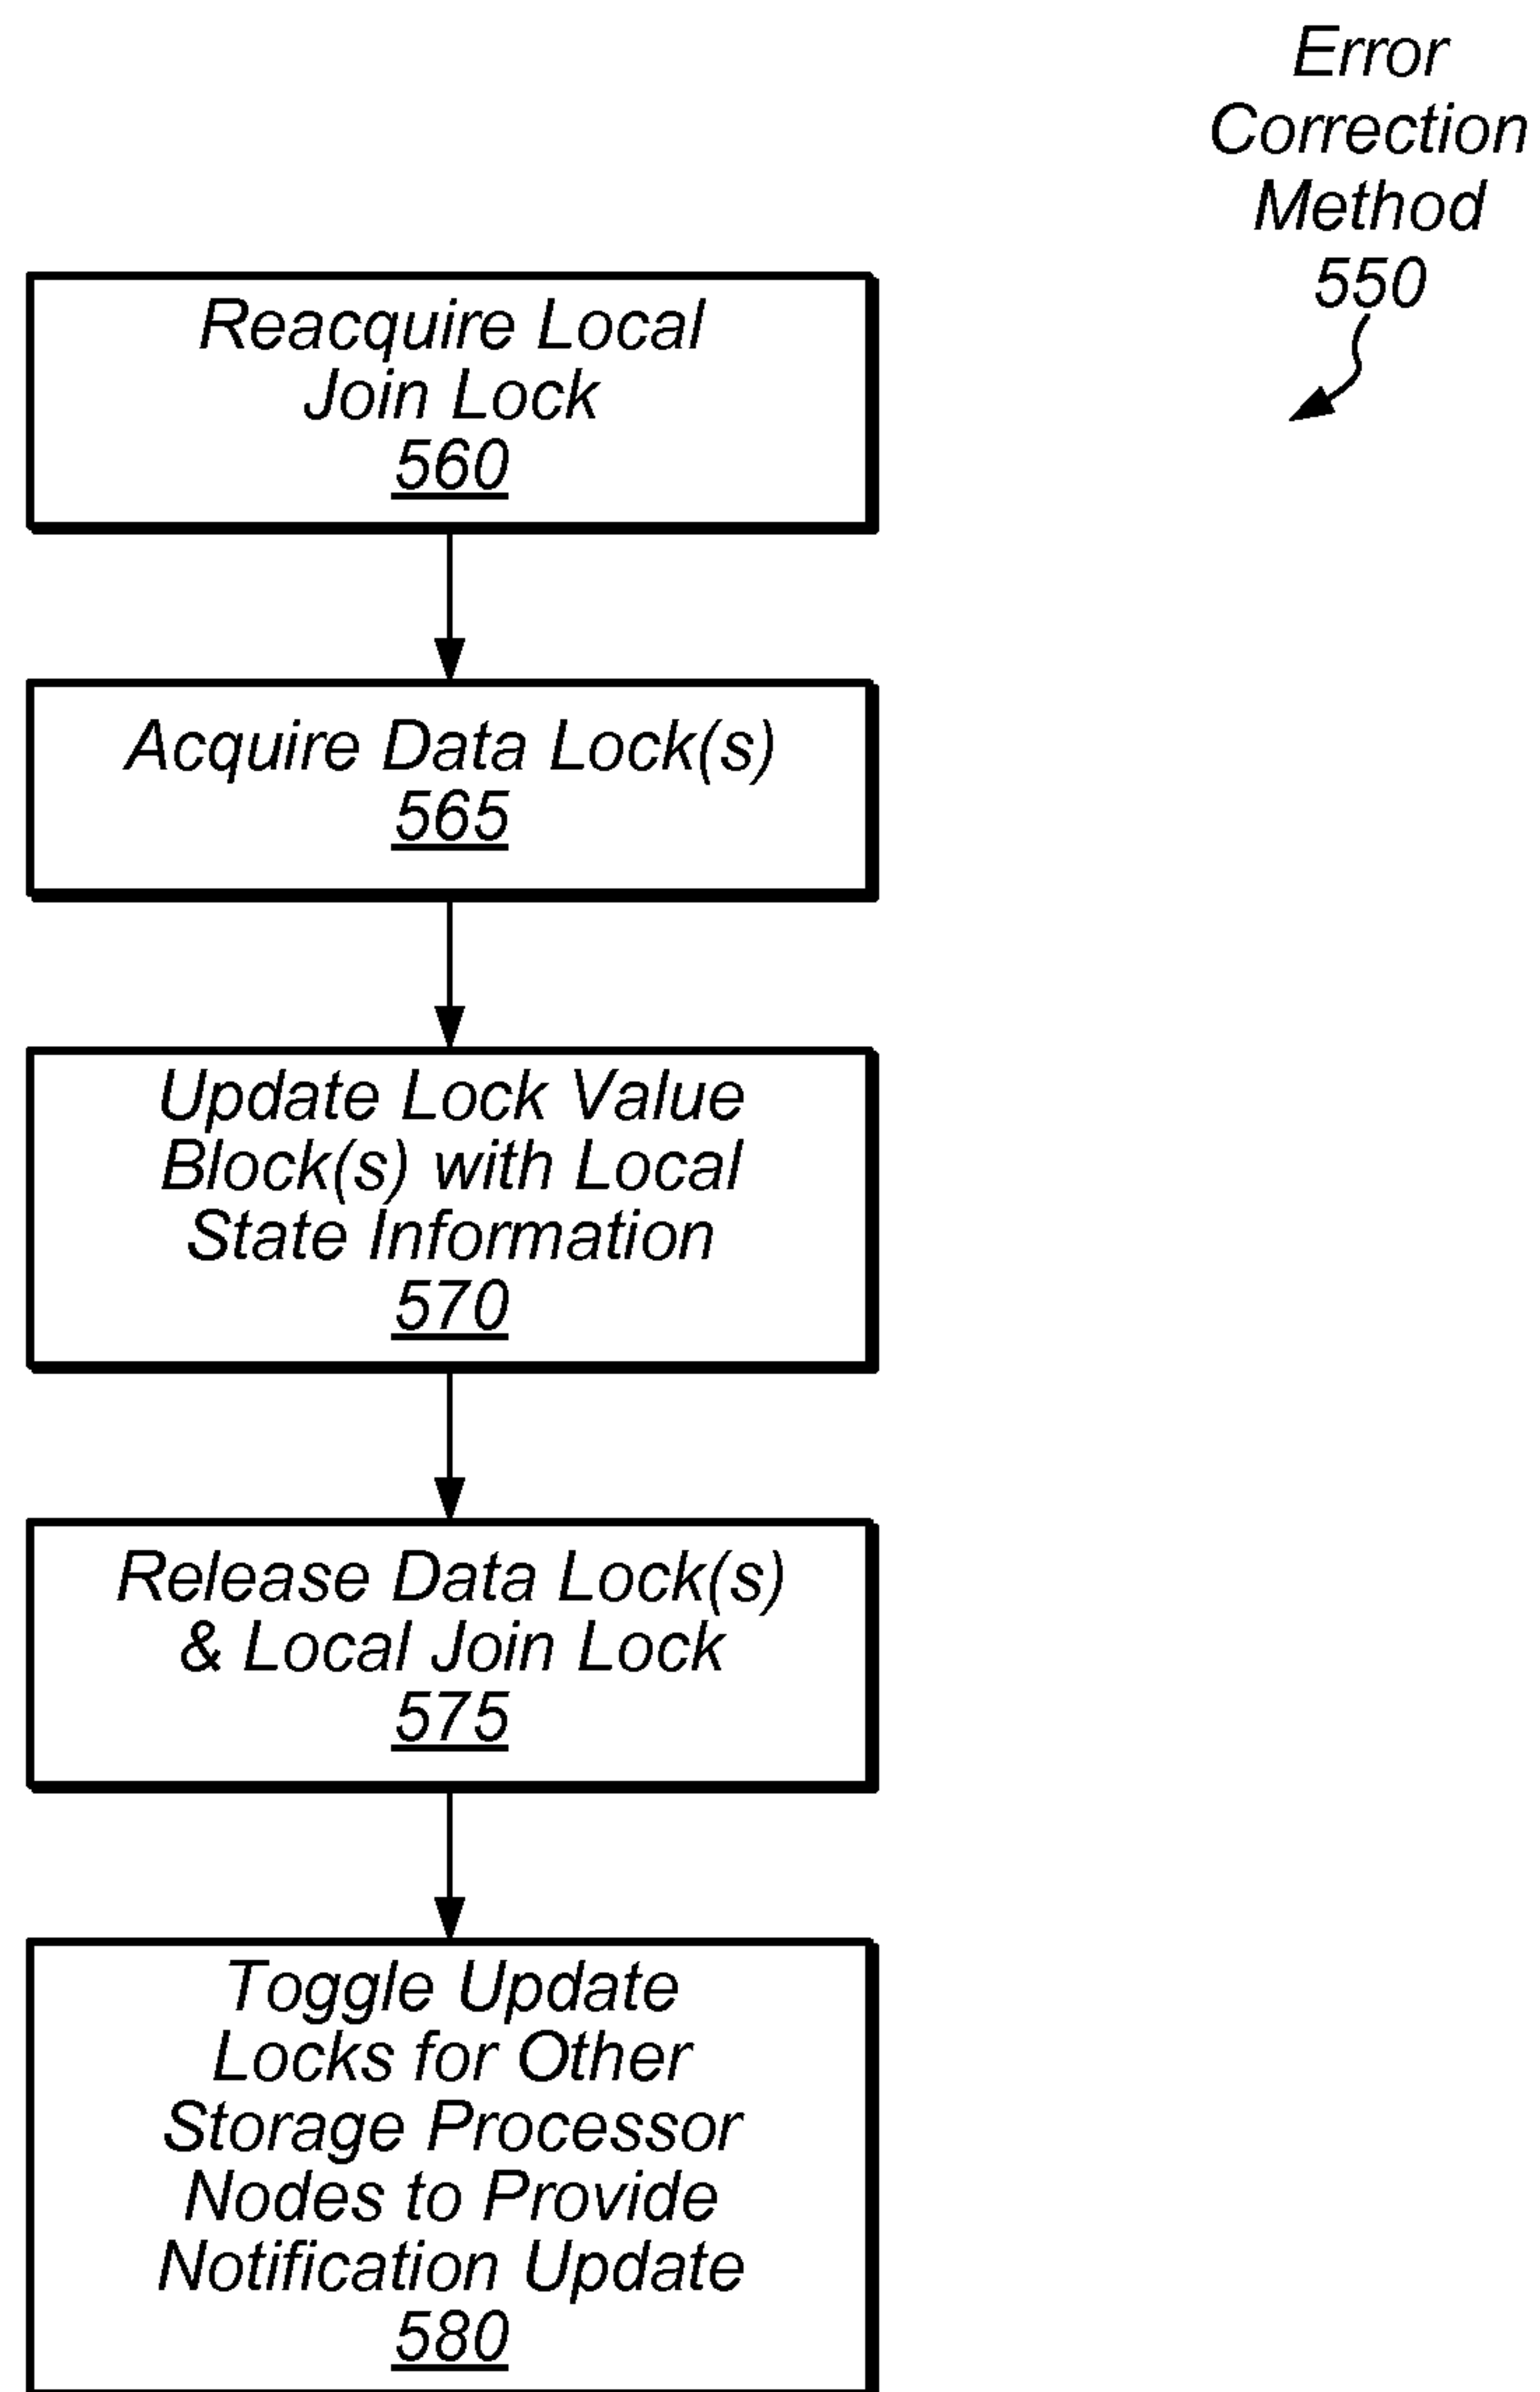 Error
Correction
Method
550
Reacquire Local
Join Lock
560
Acquire Data Lock(s)
565
Update Lock Value
Block(s) with Local
State Information
570
Release Data Lock(s)
& Local Join Lock
575
Toggle Update
Locks for Other
Storage Processor
Nodes to Provide
Notification Update
580